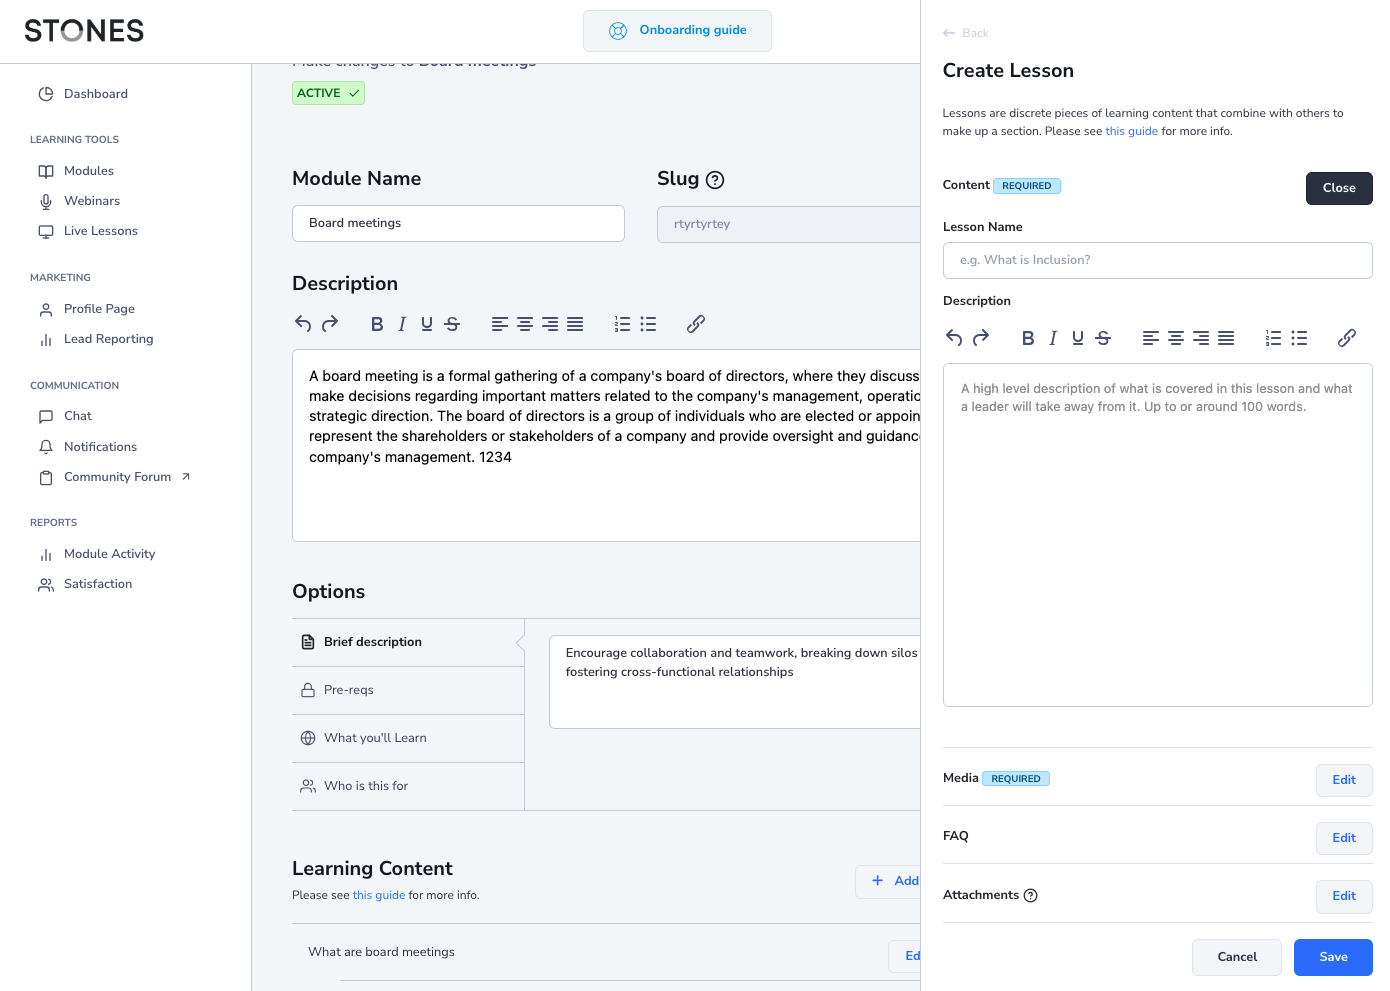 STONES
Onboarding guide
Dashboard
LEARNING TOOLS
Modules
Webinars
Live Lessons
MARKETING
Profile Page
Lead Reporting
COMMUNICATION
Chat
Notifications
Community Forum
REPORTS
Module Activity
Satisfaction
Make changes to Board meetings
ACTIVE
Module Name
Slug
Board meetings
rtyrtyrtey
Description
B I U S
A board meeting is a formal gathering of a company's board of directors, where they discuss
make decisions regarding important matters related to the company's management,
strategic direction. The board of directors is a group of individuals who are elected or
represent the shareholders or stakeholders of a company and provide oversight and guidance
company's management. 1234
Options
Brief description
Pre-reqs
What you'll Learn
Who is this for
Encourage collaboration and teamwork, breaking down silos
fostering cross-functional relationships
Learning Content
Please see this guide for more info.
+ Add
What are board meetings
Ed
Back
Create Lesson
Lessons are discrete pieces of learning content that combine with others to
make up a section. Please see this guide for more info.
Content REQUIRED
Close
Lesson Name
e.g. What is Inclusion?
Description
B I U S
A high level description of what is covered in this lesson and what
a leader will take away from it. Up to or around 100 words.
Media REQUIRED
Edit
FAQ
Edit
Attachments
Edit
Cancel
Save